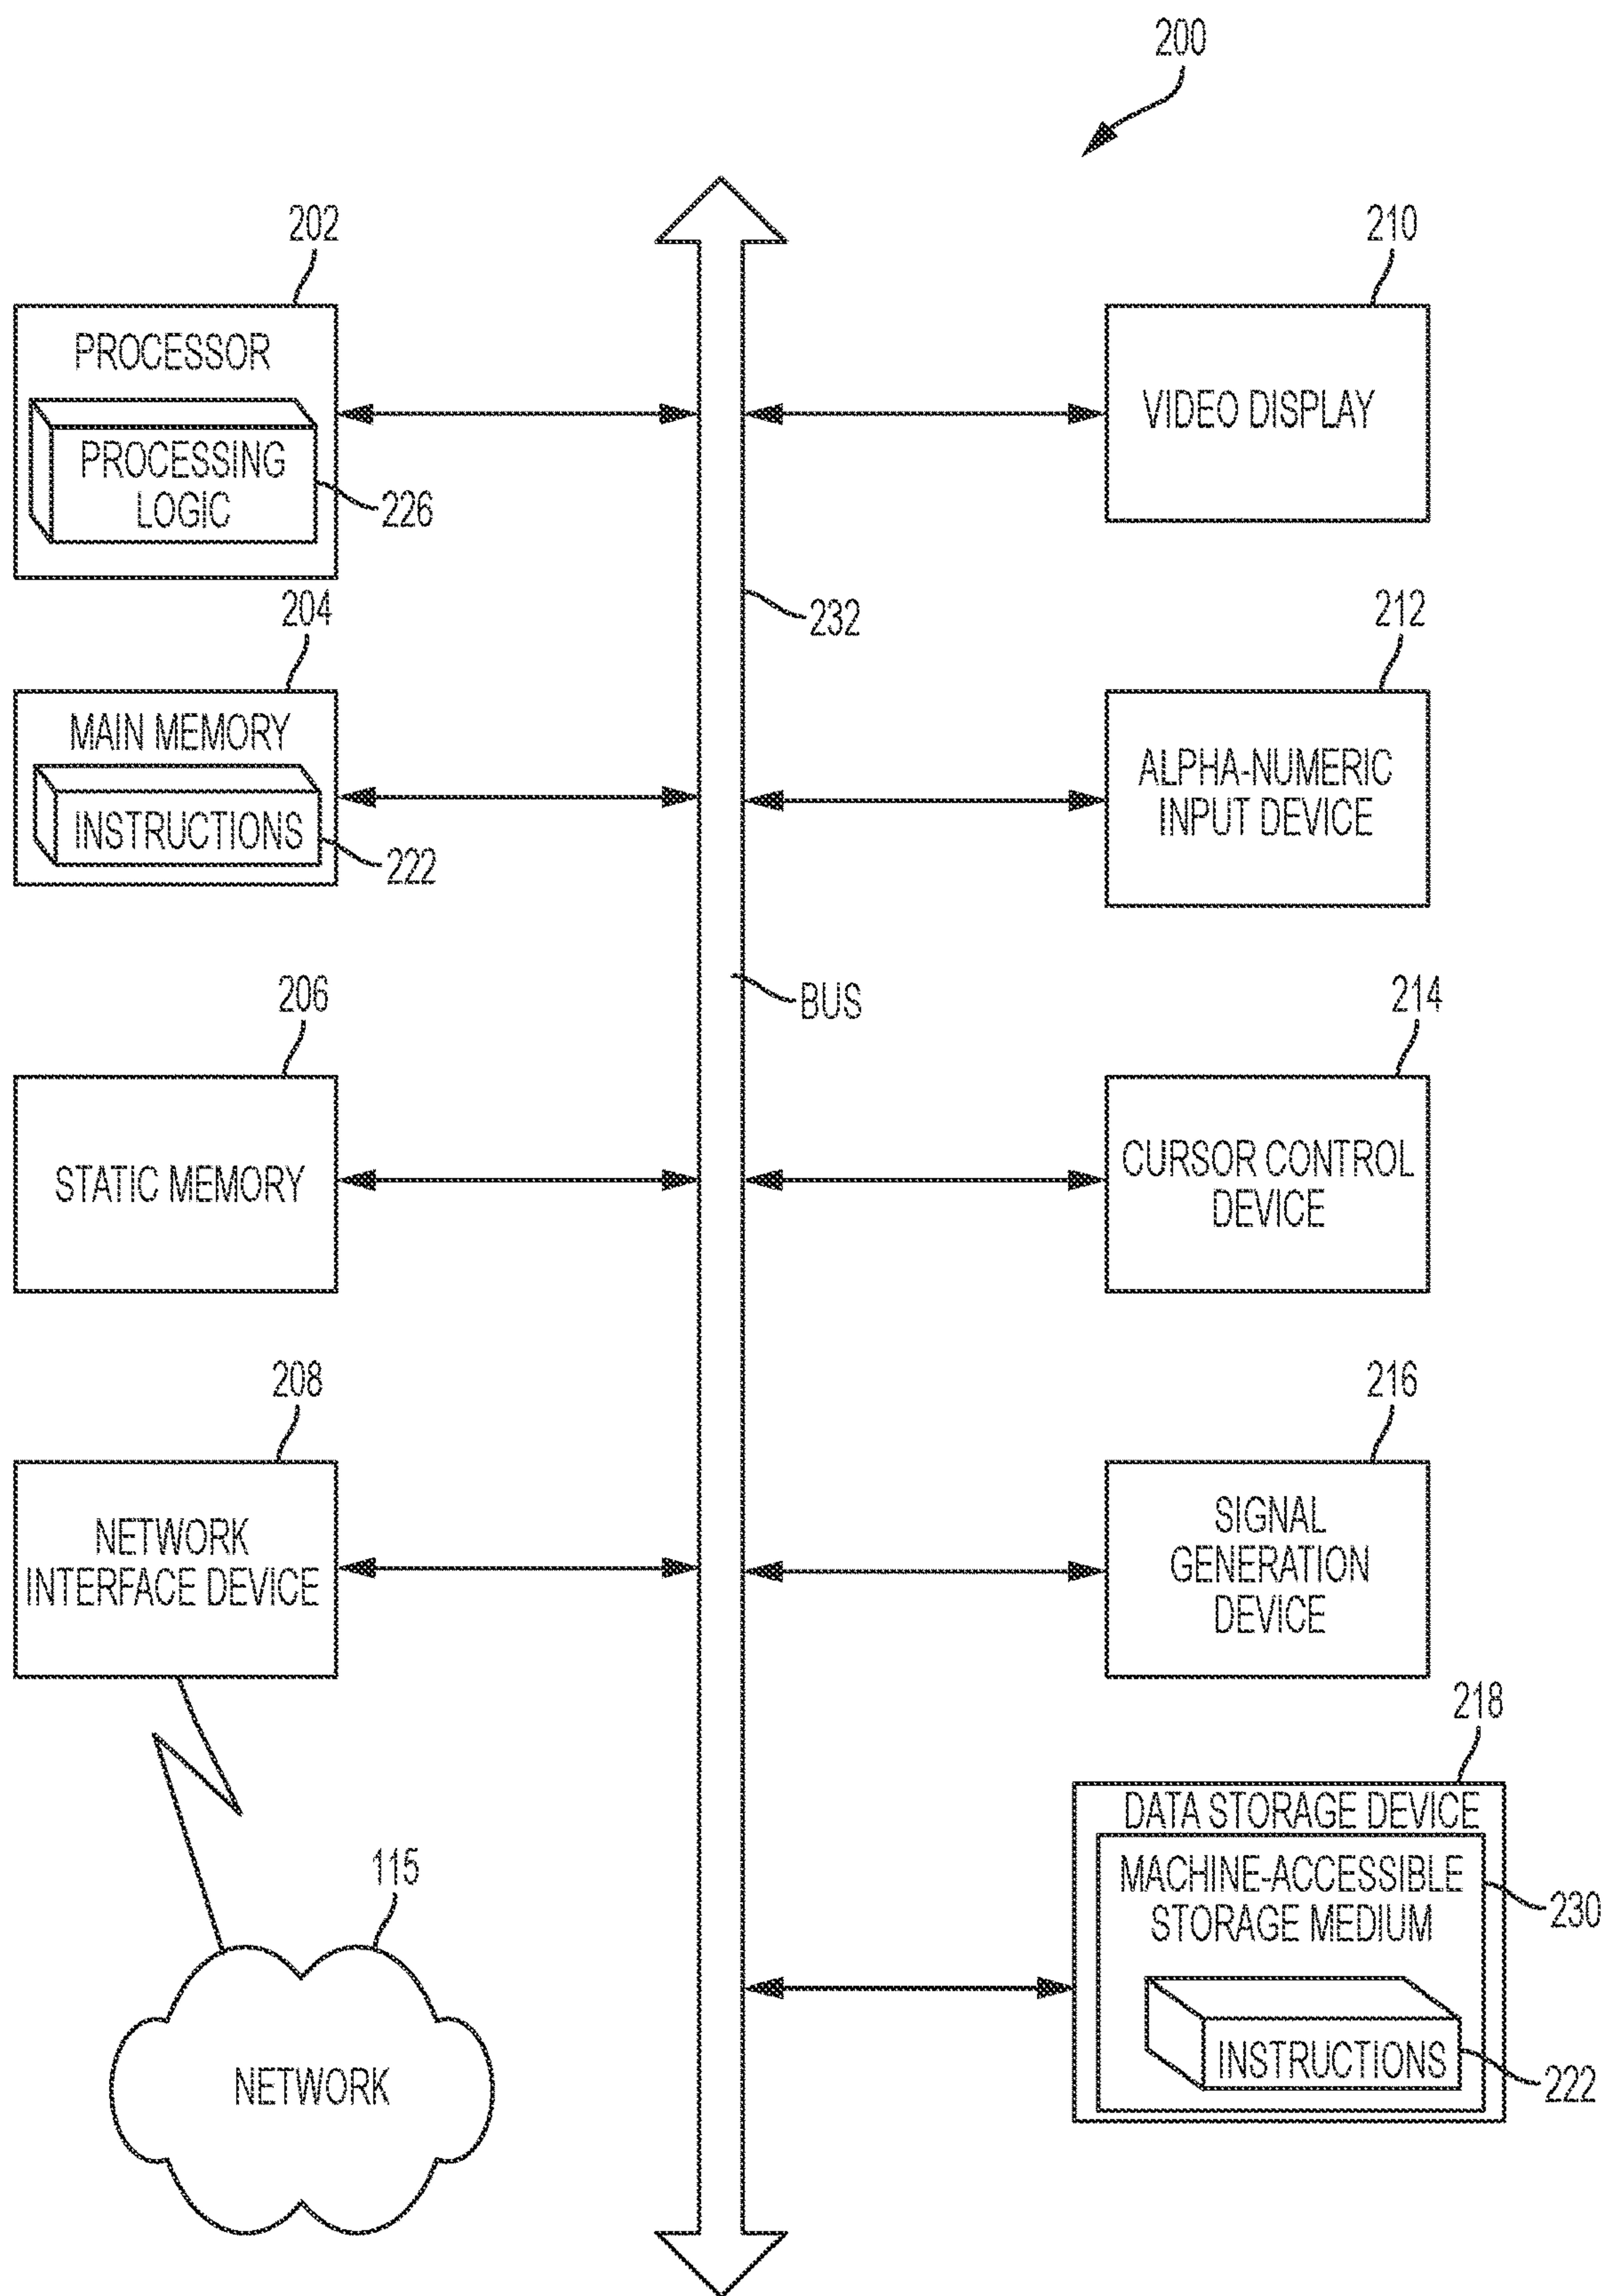 200
202
PROCESSOR
PROCESSING
LOGIC
226
204
MAIN MEMORY
INSTRUCTIONS
222
206
STATIC MEMORY
208
NETWORK
INTERFACE DEVICE
115
NETWORK
232
BUS
210
VIDEO DISPLAY
212
ALPHA-NUMERIC
INPUT DEVICE
214
CURSOR CONTROL
DEVICE
216
SIGNAL
GENERATION
DEVICE
218
DATA STORAGE DEVICE
MACHINE-ACCESSIBLE
STORAGE MEDIUM
230
INSTRUCTIONS
222